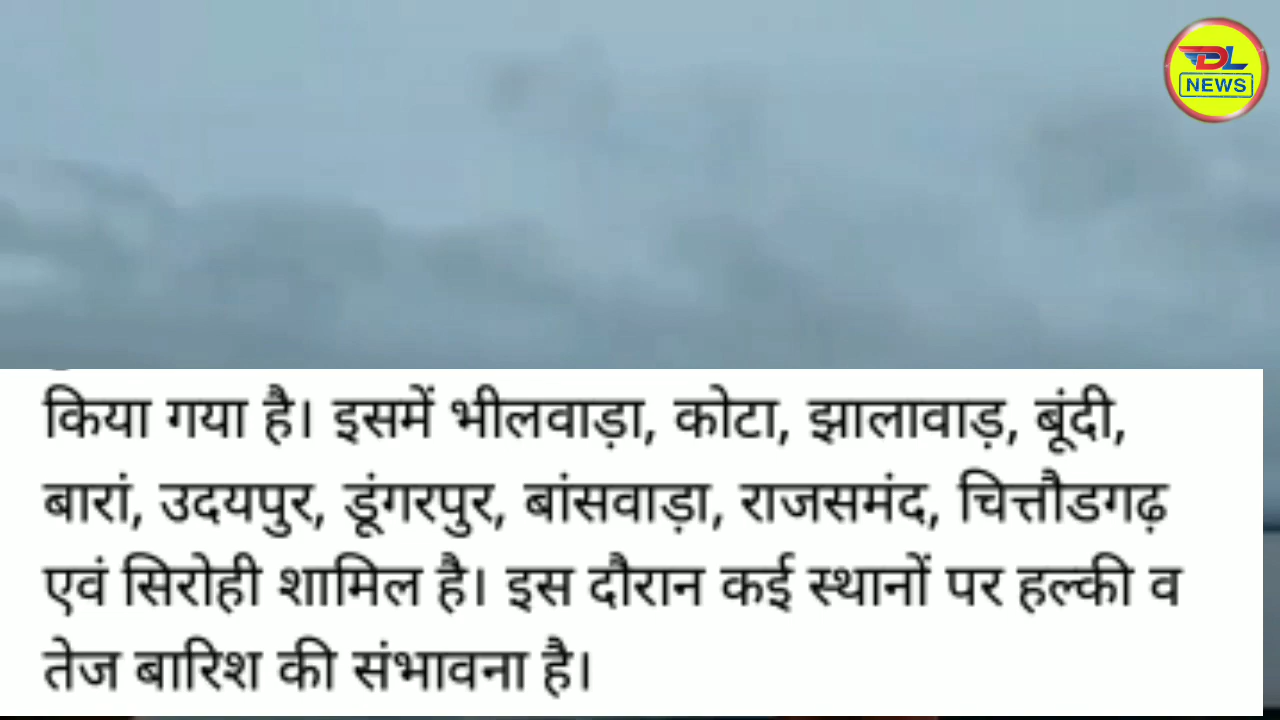 DL
NEWS
किया गया है। इसमें भीलवाड़ा, कोटा, झालावाड़, बूंदी,
बारां, उदयपुर, डूंगरपुर, बांसवाड़ा, राजसमंद, चित्तौडगढ़
एवं सिरोही शामिल है। इस दौरान कई स्थानों पर हल्की व
तेज बारिश की संभावना है।